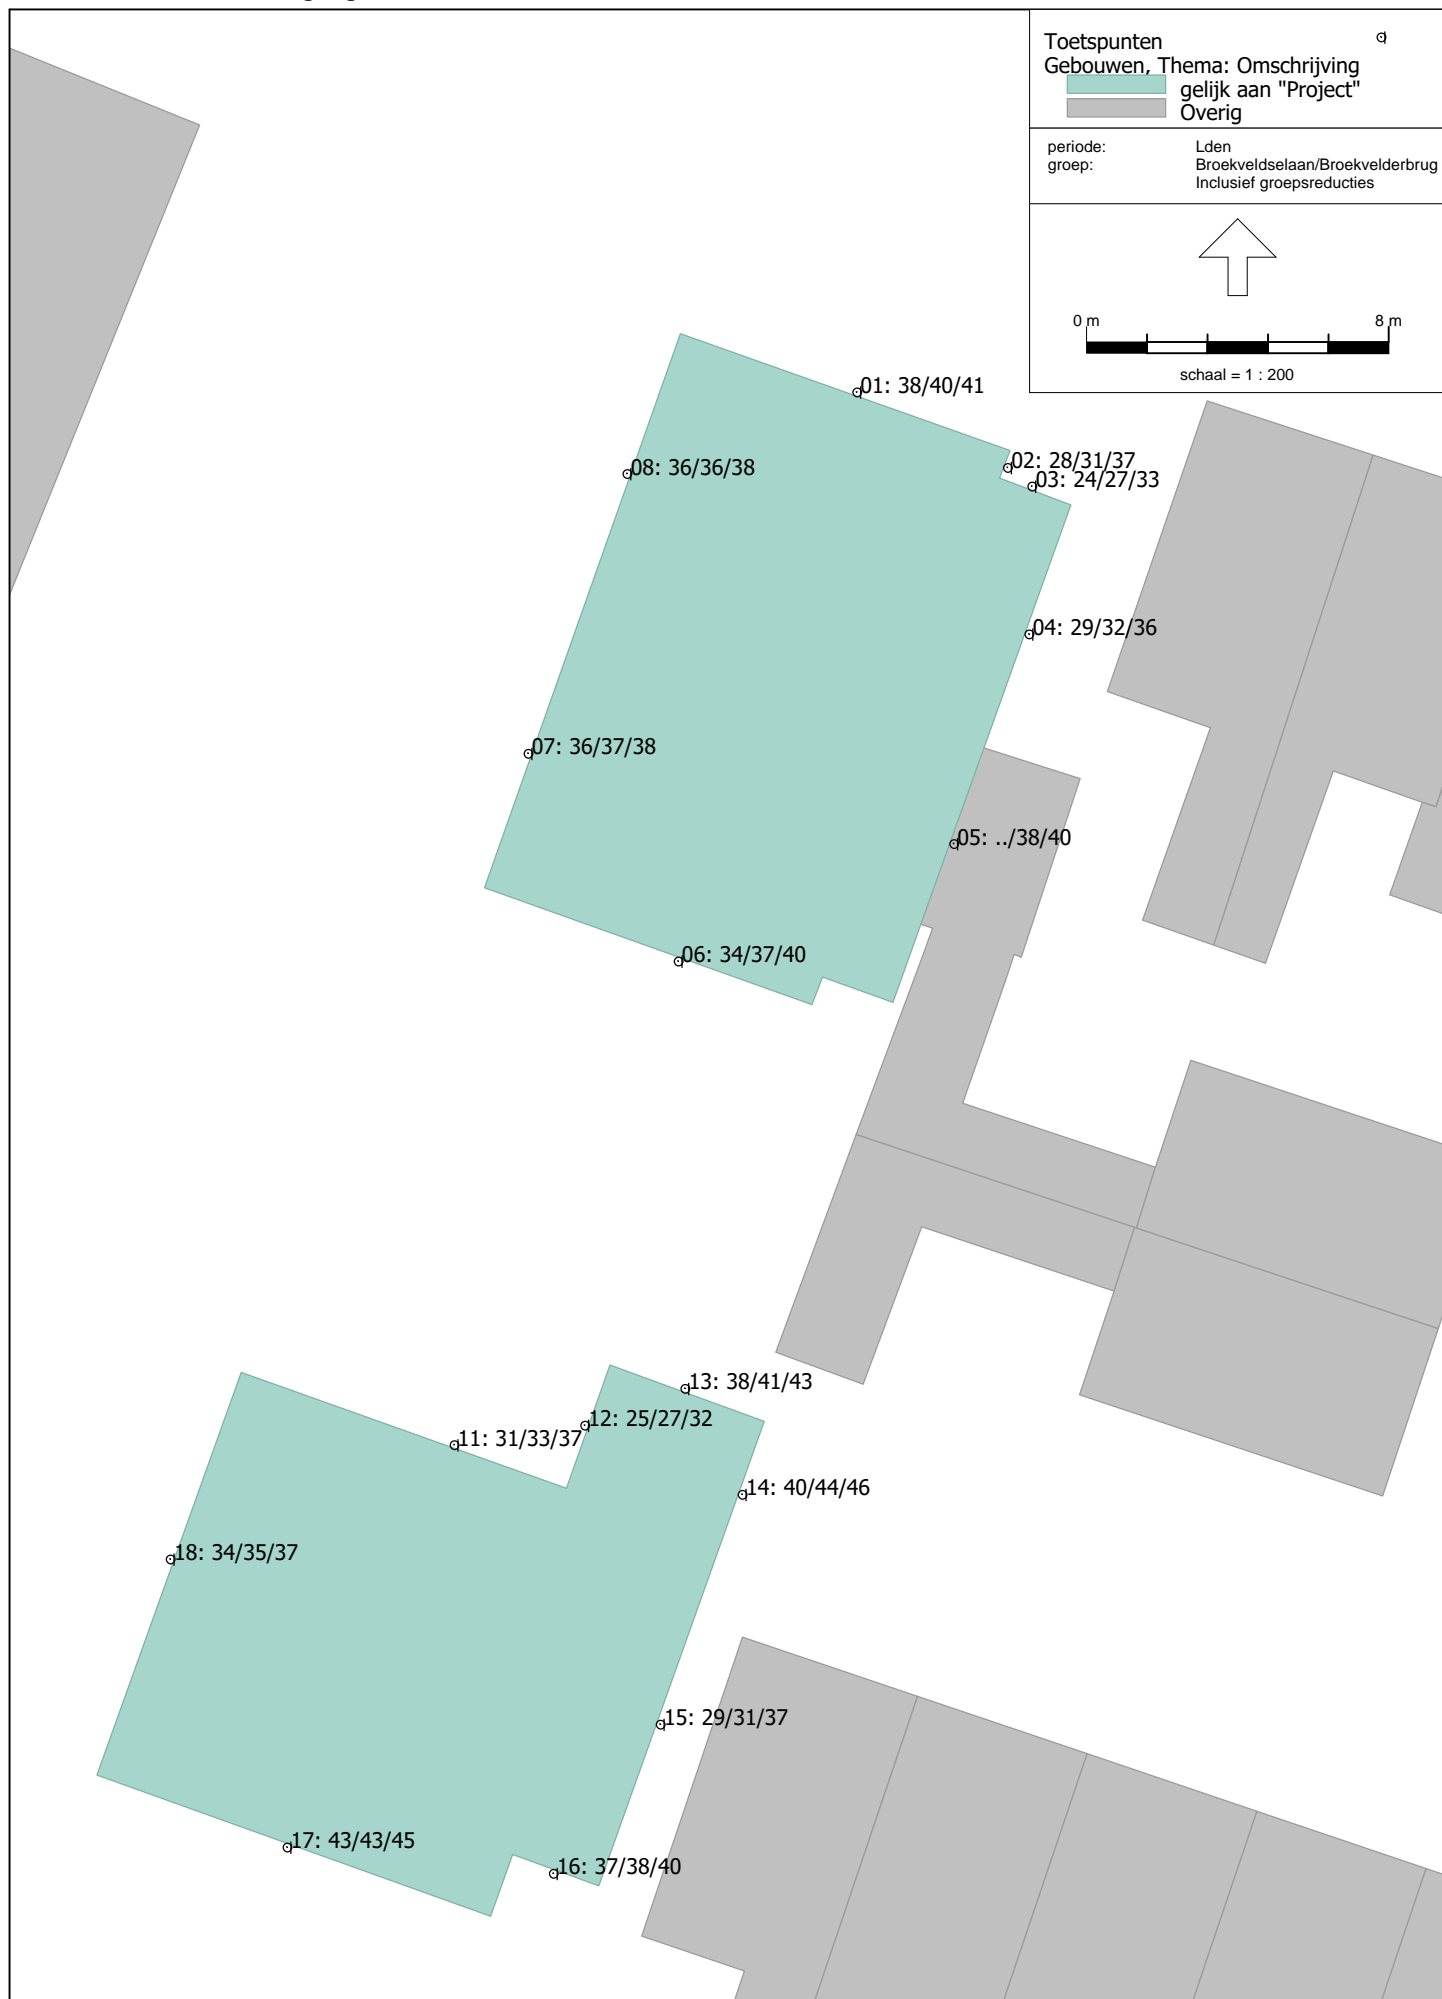 Toetspunten
Gebouwen, Thema: Omschrijving
gelijk aan "Project"
Overig
periode: Lden
groep: Broekveldselaan/Broekvelderbrug
Inclusief groepsreducties
0 m 8 m
schaal = 1 : 200
01: 38/40/41
02: 28/31/37
08: 36/36/38
03: 24/27/33
04: 29/32/36
07: 36/37/38
05: ../38/40
06: 34/37/40
13: 38/41/43
12: 25/27/32
11: 31/33/37
14: 40/44/46
18: 34/35/37
15: 29/31/37
17: 43/43/45
16: 37/38/40